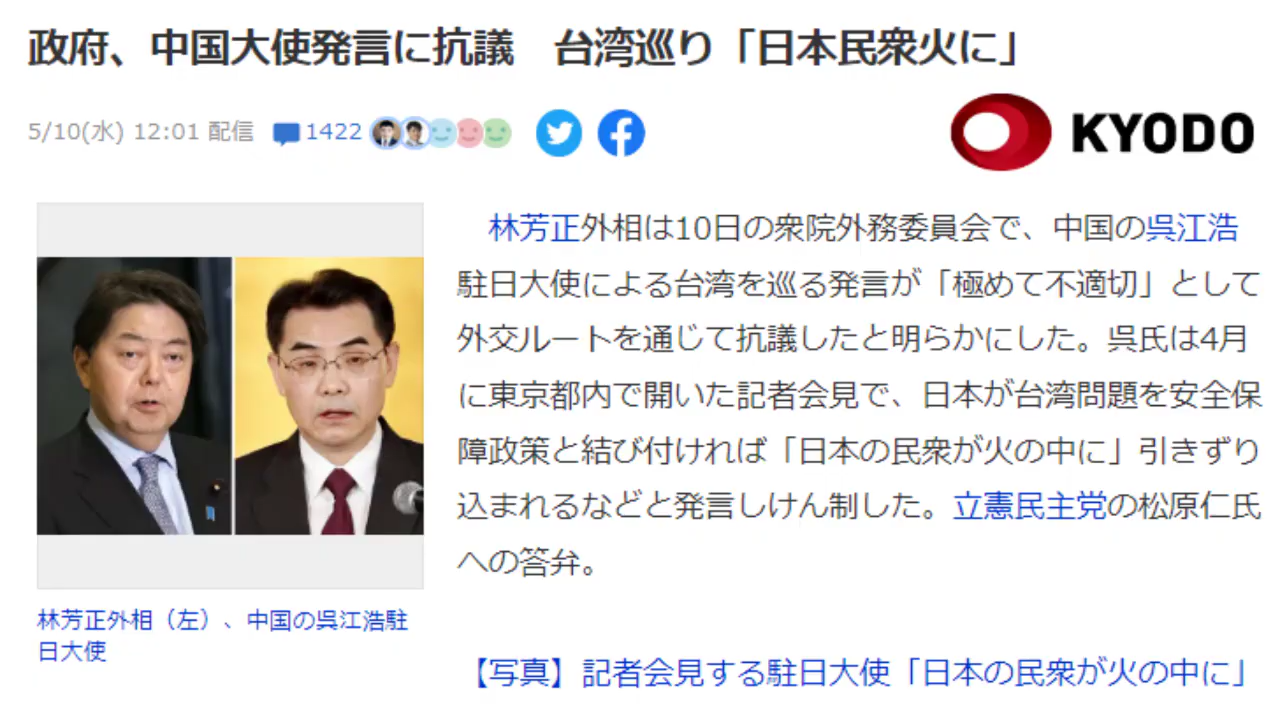 政府、中国大使発言に抗議　台湾巡り「日本民衆火に」
5/10(水) 12:01 配信 1422
KYODO
林芳正外相は10日の衆院外務委員会で、中国の呉江浩
駐日大使による台湾を巡る発言が「極めて不適切」として
外交ルートを通じて抗議したと明らかにした。呉氏は4月
に東京都内で開いた記者会見で、日本が台湾問題を安全保
障政策と結び付ければ「日本の民衆が火の中に」引きずり
込まれるなどと発言しけん制した。立憲民主党の松原仁氏
への答弁。
林芳正外相（左）、中国の呉江浩駐
日大使
【写真】記者会見する駐日大使「日本の民衆が火の中に」